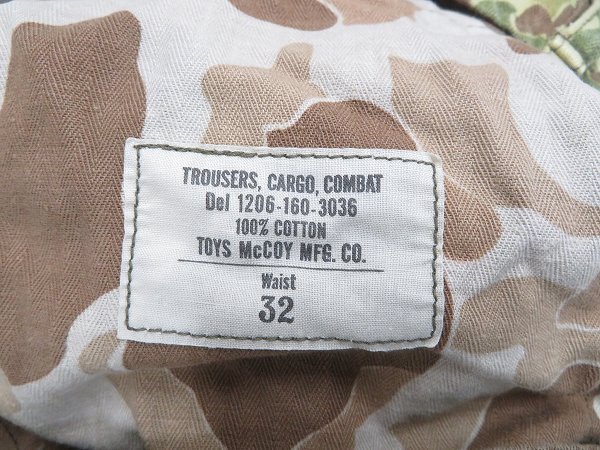 TROUSERS, CARGO, COMBAT
Del 1206-160-3036
100% COTTON
TOYS McCOY MFG. CO.
Waist
32